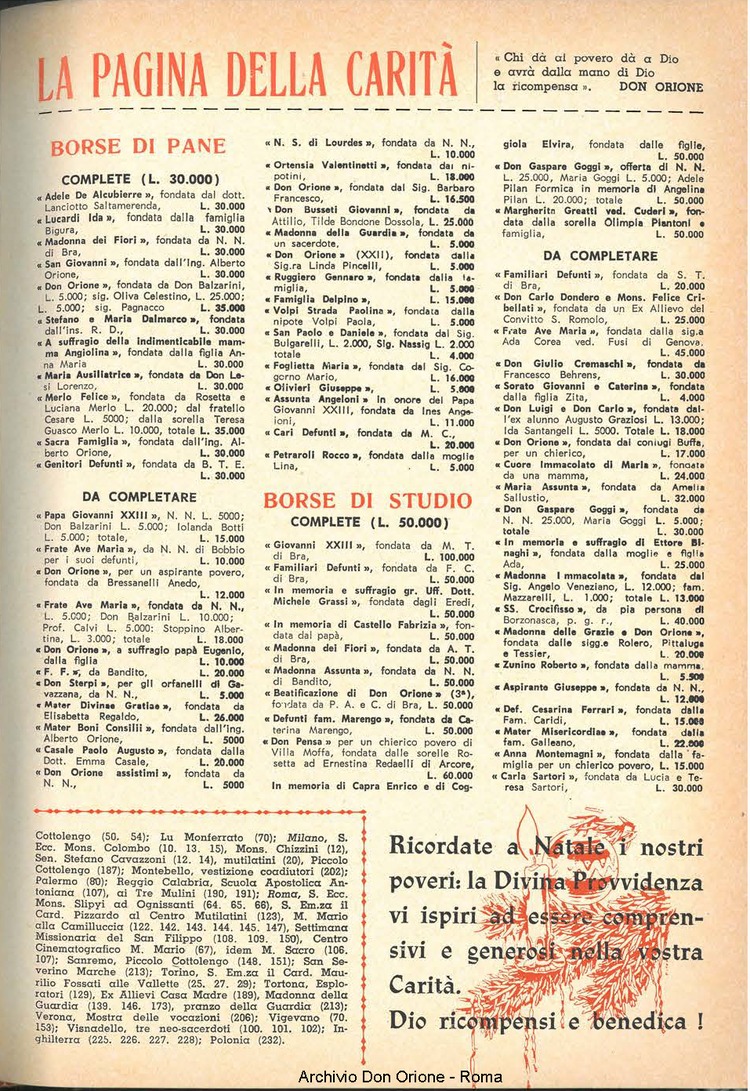 LA PAGINA DELLA CARITÀ
« Chi dà al povero dà a Dio
e avrà dalla mano di Dio
la ricompensa ». DON ORIONE
BORSE DI PANE
COMPLETE (L. 30.000)
« Adele De Alcubierre », fondata dal dott.
Lanciotto Saltamerenda, L. 30.000
« Lucardi Ida », fondata dalla famiglia
Bigura, L. 30.000
« Madonna dei Fiori », fondata da N. N.
di Bra, L. 30.000
« San Giovanni », fondata dall'Ing. Alberto
Orione, L. 30.000
« Don Orione », fondata da Don Balzarini,
L. 5.000; sig. Oliva Celestino, L. 25.000;
L. 5.000; sig. Pagnacco L. 35.000
« Stefano e Maria Dalmarco », fondata
dall'ins. R. D., L. 30.000
« A suffragio della indimenticabile mam-
ma Angiolina », fondata dalla figlia An-
na Maria L. 30.000
« Maria Ausiliatrice », fondata da Don Lo-
si Lorenzo, L. 30.000
« Merlo Felice », fondata da Rosetta e
Luciana Merlo L. 20.000; dal fratello
Cesare L. 5000; dalla sorella Teresa
Guasco Merlo L. 10.000, totale L. 35.000
« Sacra Famiglia », fondata dall'ing. Al-
berto Orione, L. 30.000
« Genitori Defunti », fondata da B. T. E.
L. 30.000
DA COMPLETARE
« Papa Giovanni XXIII », N. N. L. 5000;
Don Balzarini L. 5.000; Iolanda Botti
L. 5.000; totale, L. 15.000
« Frate Ave Maria », da N. N. di Bobbio
per i suoi defunti, L. 10.000
« Don Orione », per un aspirante povero,
fondata da Bressanelli Anedo,
L. 12.000
« Frate Ave Maria », fondata da N. N.,
L. 5.000; Don Balzarini L. 10.000;
Prof. Calvi L. 5.000: Stoppino Alber-
tina, L. 3.000; totale L. 18.000
« Don Orione », a suffragio papà Eugenio,
dalla figlia L. 10.000
« F. F. », da Bandito, L. 20.000
« Don Sterpi », per gli orfanelli di Ga-
vazzana, da N. N., L. 5.000
« Mater Divinae Gratiae » fondata da
Elisabetta Regaldo, L. 26.000
« Mater Boni Consilii », fondata dall'Ing.
Alberto Orione, L. 5000
« Casale Paolo Augusto », fondata dalla
Dott. Emma Casale, L. 20.000
« Don Orione assistimi », fondata da
N. N., L. 5000
« N. S. di Lourdes », fondata da N. N.,
L. 10.000
« Ortensia Valentinetti », fondata dai ni-
potini, L. 18.000
« Don Orione », fondata dal Sig. Barbaro
Francesco, L. 16.500
« Don Busseti Giovanni », fondata da
Attilio, Tilde Bondone Dossola, L. 25.000
« Madonna della Guardia », fondata da
un sacerdote, L. 5.000
« Don Orione » (XXII), fondata dalla
Sig.ra Linda Pincelli, L. 5.000
« Ruggiero Gennaro », fondata dalla fa-
miglia, L. 5.000
« Famiglia Delpino », L. 15.000
« Volpi Strada Paolina », fondata dalla
nipote Volpi Paola, L. 5.000
« San Paolo e Daniele », fondata dal Sig.
Bulgarelli, L. 2.000, Sig. Nassig L. 2.000
totale L. 4.000
« Foglietta Maria », fondata dal Sig. Co-
gorno Mario, L. 16.000
« Olivieri Giuseppe », L. 5.000
« Assunta Angeloni » in onore del Papa
Giovanni XXIII, fondata da Ines Ange-
ioni, L. 11.000
« Cari Defunti », fondata da M. C.,
L. 20.000
« Petraroli Rocco », fondata dalla moglie
Lina, L. 5.000
BORSE DI STUDIO
COMPLETE (L. 50.000)
« Giovanni XXIII », fondata da M. T.
di Bra, L. 100.000
« Familiari Defunti », fondata da F. C.
di Bra, L. 50.000
« In memoria e suffragio gr. Uff. Dott.
Michele Grassi », fondata dagli Eredi,
L. 50.000
« In memoria di Castello Fabrizia », fon-
data dal papà, L. 50.000
« Madonna dei Fiori », fondata da A. T.
di Bra, L. 50.000
« Madonna Assunta », fondata da N. N.
di Bandito, L. 50.000
« Beatificazione di Don Orione » (3ª),
fondata da P. A. e C. di Bra, L. 50.000
« Defunti fam. Marengo », fondata da Ca-
terina Marengo, L. 50.000
« Don Pensa » per un chierico povero di
Villa Moffa, fondata dalle sorelle Ro-
setta ad Ernestina Redaelli di Arcore,
L. 60.000
In memoria di Capra Enrico e di Cog-
giola Elvira, fondata dalle figlie,
L. 50.000
« Don Gaspare Goggi », offerta di N. N.
L. 25.000, Maria Goggi L. 5.000; Adele
Pilan Formica in memoria di Angelina
Pilan L. 20.000; totale L. 50.000
« Margherita Greatti ved. Cuderi », fon-
data dalla sorella Olimpia Piantoni e
famiglia, L. 50.000
DA COMPLETARE
« Familiari Defunti », fondata da S. T.
di Bra, L. 20.000
« Don Carlo Dondero e Mons. Felice Cri-
bellati », fondata da un Ex Allievo del
Convitto S. Romolo, L. 25.000
« Frate Ave Maria », fondata dalla sig.a
Ada Corea ved. Fusi di Genova,
L. 45.000
« Don Giulio Cremaschi », fondata da
Francesco Behrens, L. 30.000
« Sorato Giovanni e Caterina », fondata
dalla figlia Zita, L. 4.000
« Don Luigi e Don Carlo », fondata dal-
l'ex alunno Augusto Graziosi L. 13.000;
Ida Santangeli L. 5000. Totale L. 18.000
« Don Orione », fondata dai coniugi Buffa,
per un chierico, L. 17.000
« Cuore Immacolato di Maria », fondata
da una mamma, L. 24.000
« Maria Assunta », fondata da Amelia
Sallustio, L. 32.000
« Don Gaspare Goggi », fondata da
N. N. 25.000, Maria Goggi L. 5.000;
totale L. 30.000
« In memoria e suffragio di Ettore Bi-
naghi », fondata dalla moglie e figlia
Ada, L. 25.000
« Madonna Immacolata », fondata dal
Sig. Angelo Veneziano, L. 12.000; fam.
Mazzarelli, L. 1.000; totale L. 13.000
« SS. Crocifisso », da pia persona di
Borzonasca, p. g. r., L. 40.000
« Madonna delle Grazie e Don Orione »,
fondata dalle sigg.e Rolero, Pittaluga
e Tessier, L. 20.000
« Zunino Roberto », fondata dalla mamma,
L. 5.500
« Aspirante Giuseppe », fondata da N. N.,
L. 12.000
« Def. Cesarina Ferrari », fondata dalla
Fam. Caridi, L. 15.000
« Mater Misericordiae », fondata dalla
fam. Galleano, L. 22.000
« Anna Montemagni », fondata dalla fa-
miglia per un chierico povero, L. 15.000
« Carla Sartori », fondata da Lucia e Te-
resa Sartori, L. 30.000
Cottolengo (50. 54); Lu Monferrato (70); Milano, S.
Ecc. Mons. Colombo (10. 13. 15), Mons. Chizzini (12),
Sen. Stefano Cavazzoni (12. 14), mutilatini (20), Piccolo
Cottolengo (187); Montebello, vestizione coadiutori (202);
Palermo (80); Reggio Calabria, Scuola Apostolica An-
toniana (107), ai Tre Mulini (190, 191); Roma, S. Ecc.
Mons. Slipyi ad Ognissanti (64. 65. 66), S. Em.za il
Card. Pizzardo al Centro Mutilatini (123), M. Mario
alla Camilluccia (122. 142. 143. 144. 145. 147), Settimana
Missionaria del San Filippo (108. 109. 150), Centro
Cinematografico M. Mario (67), idem M. Sacro (106.
107); Sanremo, Piccolo Cottolengo (148. 151); San Se-
verino Marche (213); Torino, S. Em.za il Card. Mau-
rilio Fossati alle Vallette (25. 27. 29); Tortona, Esplo-
ratori (129), Ex Allievi Casa Madre (189), Madonna della
Guardia (139. 146. 173), pranzo della Guardia (213);
Verona, Mostra delle vocazioni (206); Vigevano (70.
153); Visnadello, tre neo-sacerdoti (100. 101. 102); In-
ghilterra (225. 226. 227. 228); Polonia (232).
Ricordate a Natale i nostri
poveri: la Divina Provvidenza
vi ispiri ad essere compren-
sivi e generosi nella vostra
Carità.
Dio ricompensi e benedica !
Archivio Don Orione - Roma